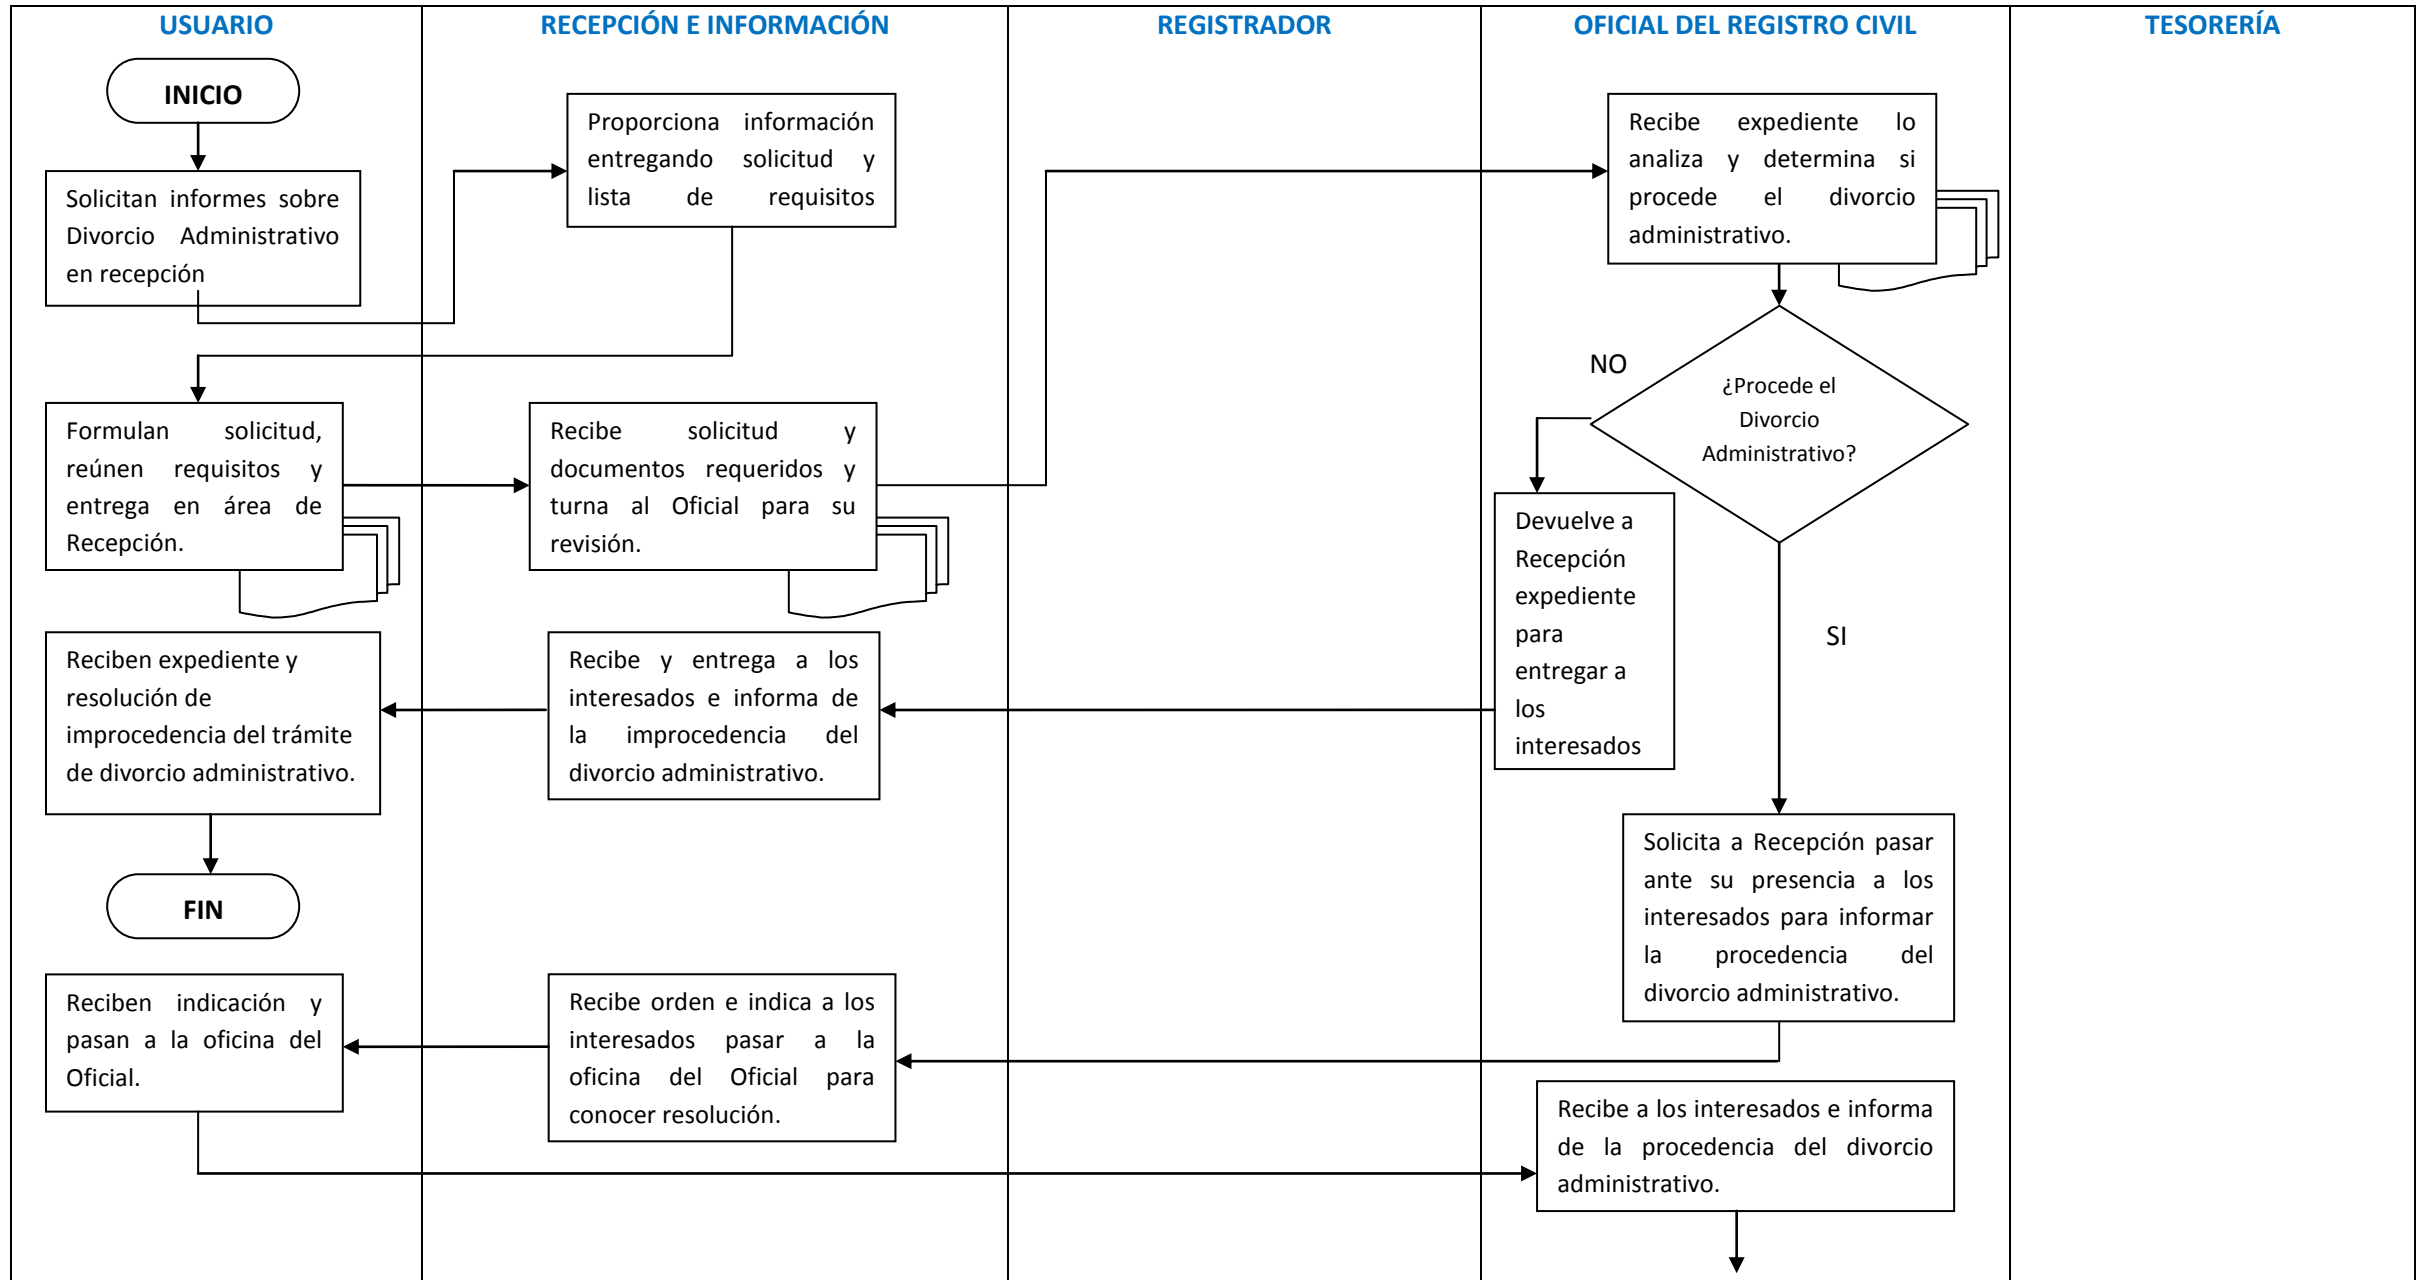 USUARIO
RECEPCIÓN E INFORMACIÓN
REGISTRADOR
OFICIAL DEL REGISTRO CIVIL
TESORERÍA
INICIO
Solicitan informes sobre
Divorcio Administrativo
en recepción
Proporciona información
entregando solicitud y
lista de requisitos
Formulan solicitud,
reúnen requisitos y
entrega en área de
Recepción.
Recibe solicitud y
documentos requeridos y
turna al Oficial para su
revisión.
Recibe expediente lo
analiza y determina si
procede el divorcio
administrativo.
¿Procede el
Divorcio
Administrativo?
NO
SI
Devuelve a
Recepción
expediente
para
entregar a
los
interesados
Recibe y entrega a los
interesados e informa de
la improcedencia del
divorcio administrativo.
Reciben expediente y
resolución de
improcedencia del trámite
de divorcio administrativo.
FIN
Solicita a Recepción pasar
ante su presencia a los
interesados para informar
la procedencia del
divorcio administrativo.
Recibe orden e indica a los
interesados pasar a la
oficina del Oficial para
conocer resolución.
Reciben indicación y
pasan a la oficina del
Oficial.
Recibe a los interesados e informa
de la procedencia del divorcio
administrativo.